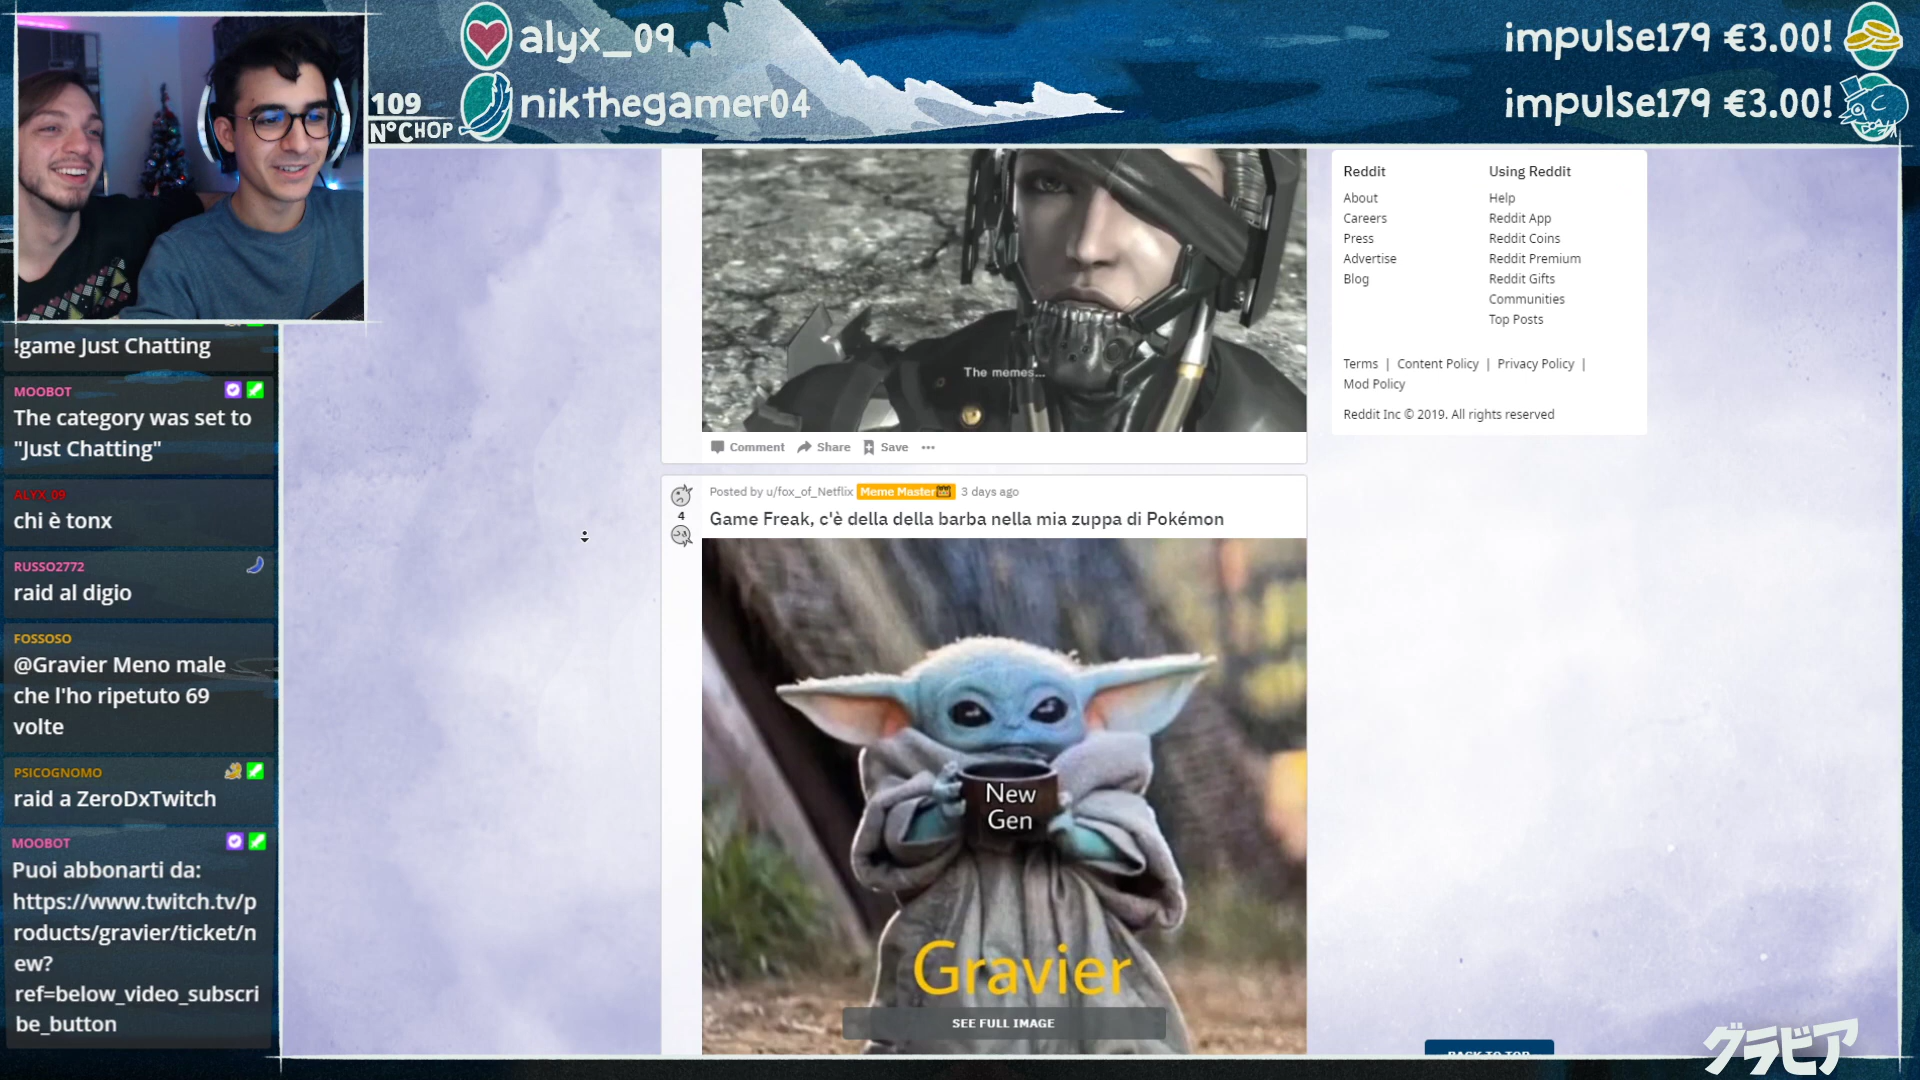 alyx_09
nikthegamer04
109
N°CHOP
impulse179 €3.00!
impulse179 €3.00!
!game Just Chatting
MOOBOT
The category was set to
"Just Chatting"
ALYX_09
chi è tonx
RUSSO2772
raid al digio
FOSSOSO
@Gravier Meno male
che l'ho ripetuto 69
volte
PSICOGNOMO
raid a ZeroDxTwitch
MOOBOT
Puoi abbonarti da:
https://www.twitch.tv/p
roducts/gravier/ticket/n
ew?
ref=below_video_subscri
be_button
The memes...
Comment Share Save ...
Posted by u/fox_of_Netflix Meme Master 3 days ago
4
Game Freak, c'è della della barba nella mia zuppa di Pokémon
New
Gen
Gravier
SEE FULL IMAGE
Reddit
About
Careers
Press
Advertise
Blog
Using Reddit
Help
Reddit App
Reddit Coins
Reddit Premium
Reddit Gifts
Communities
Top Posts
Terms | Content Policy | Privacy Policy |
Mod Policy
Reddit Inc © 2019. All rights reserved
BACK TO TOP
グラビア